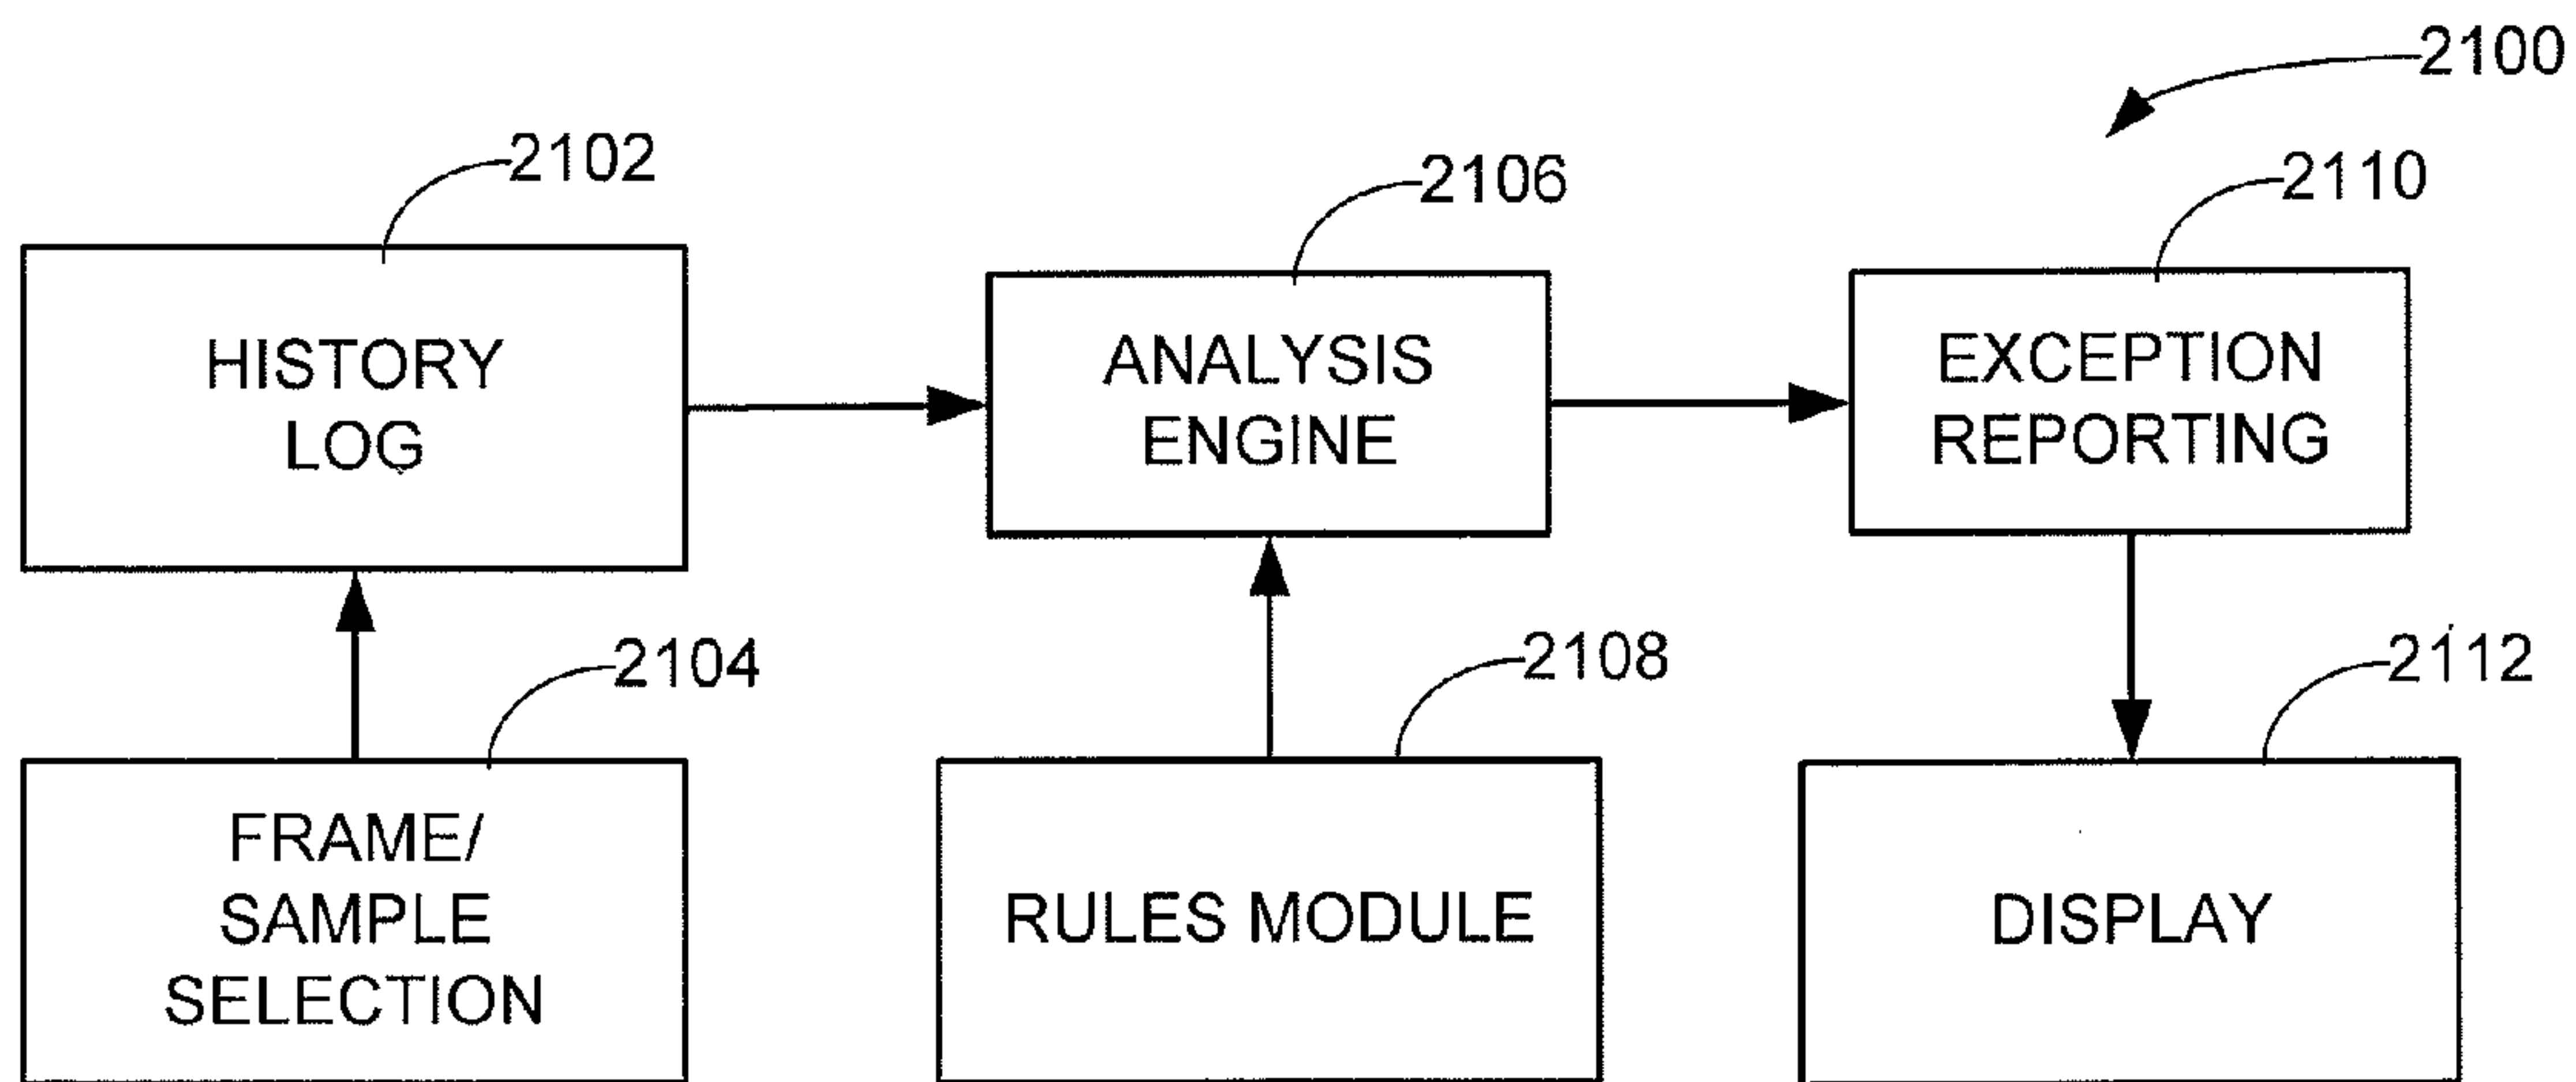 2100
2102
2106
2110
HISTORY
LOG
ANALYSIS
ENGINE
EXCEPTION
REPORTING
2104
2108
2112
FRAME/
SAMPLE
SELECTION
RULES MODULE
DISPLAY